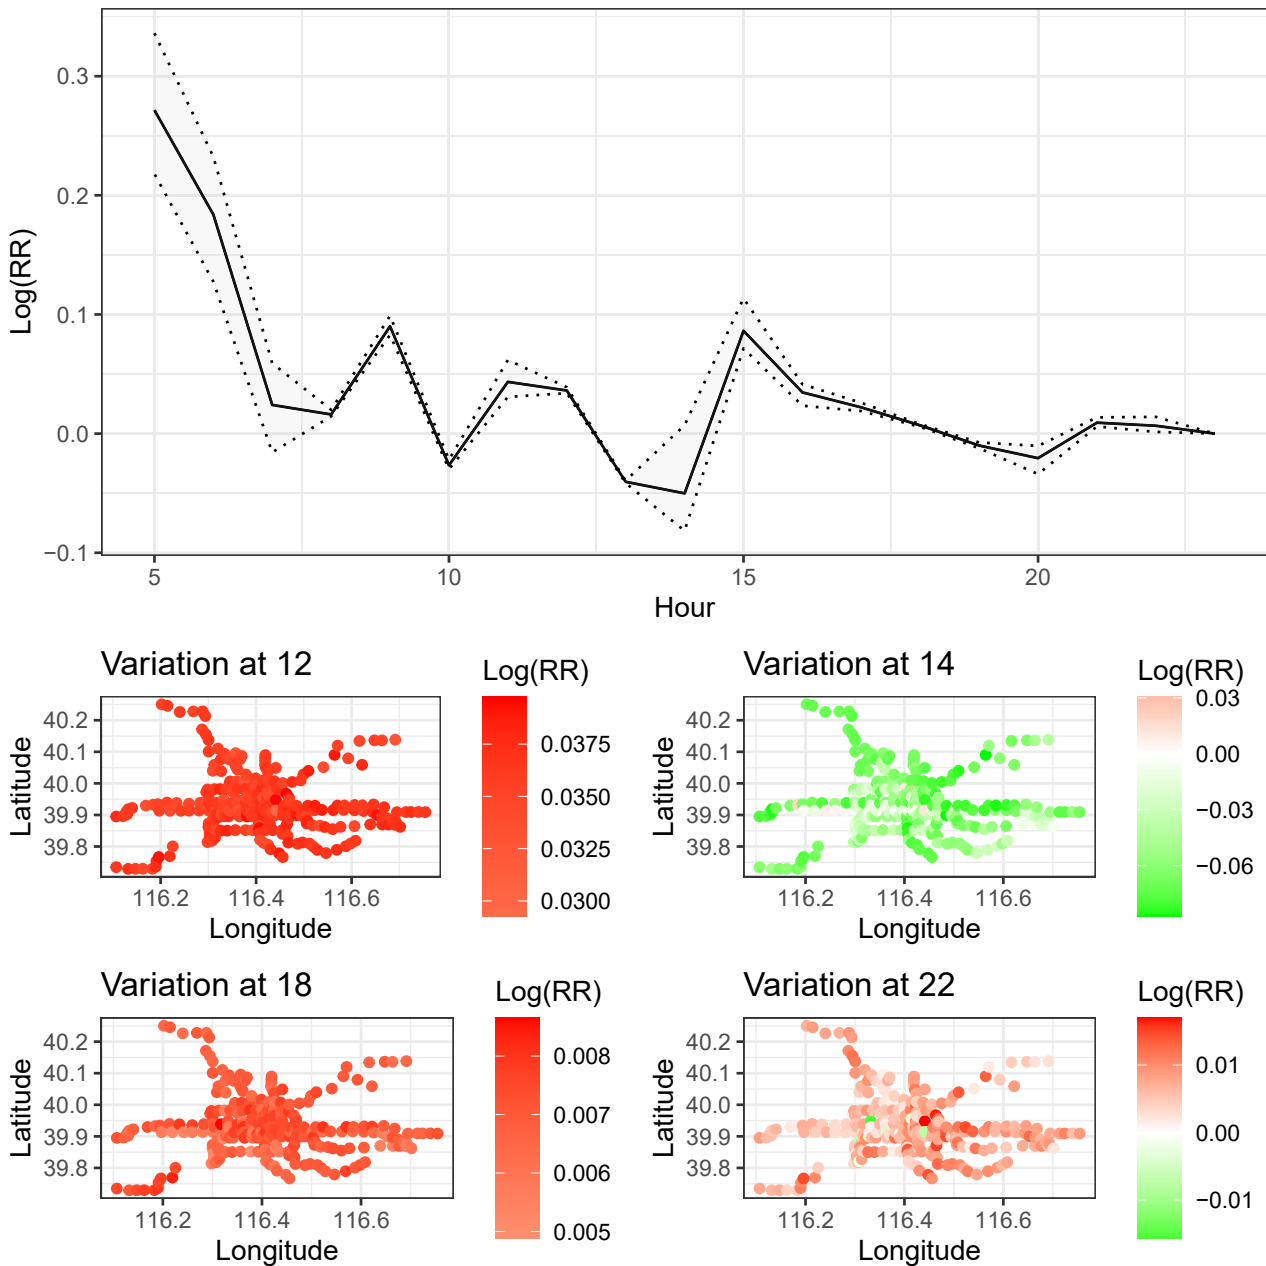 0.3
0.2
0.1
0.0
−0.1
Log(RR)
5 10 15 20
Hour
Variation at 12
Log(RR)
40.2
40.1
40.0
39.9
39.8
Latitude
116.2 116.4 116.6
Longitude
0.0375
0.0350
0.0325
0.0300
Variation at 14
Log(RR)
40.2
40.1
40.0
39.9
39.8
Latitude
116.2 116.4 116.6
Longitude
0.03
0.00
−0.03
−0.06
Variation at 18
Log(RR)
40.2
40.1
40.0
39.9
39.8
Latitude
116.2 116.4 116.6
Longitude
0.008
0.007
0.006
0.005
Variation at 22
Log(RR)
40.2
40.1
40.0
39.9
39.8
Latitude
116.2 116.4 116.6
Longitude
0.01
0.00
−0.01